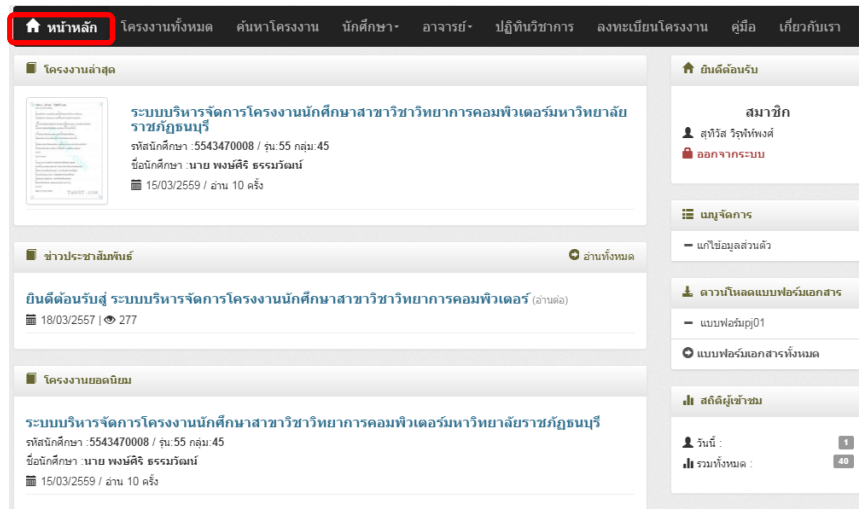 หน้าหลัก โครงงานทั้งหมด ค้นหาโครงงาน นักศึกษา อาจารย์ ปฏิทินวิชาการ ลงทะเบียนโครงงาน คู่มือ เกี่ยวกับเรา
โครงงานล่าสุด
ระบบบริหารจัดการโครงงานนักศึกษาสาขาวิชาวิทยาการคอมพิวเตอร์มหาวิทยาลัย
ราชภัฏธนบุรี
รหัสนักศึกษา :5543470008 / รุ่น:55 กลุ่ม:45
ชื่อนักศึกษา :นาย พงษ์ศิริ ธรรมวัฒน์
15/03/2559 / อ่าน 10 ครั้ง
ข่าวประชาสัมพันธ์ อ่านทั้งหมด
ยินดีต้อนรับสู่ ระบบบริหารจัดการโครงงานนักศึกษาสาขาวิชาวิทยาการคอมพิวเตอร์ (อ่านต่อ)
18/03/2557 | 277
โครงงานยอดนิยม
ระบบบริหารจัดการโครงงานนักศึกษาสาขาวิชาวิทยาการคอมพิวเตอร์มหาวิทยาลัยราชภัฏธนบุรี
รหัสนักศึกษา :5543470008 / รุ่น:55 กลุ่ม:45
ชื่อนักศึกษา :นาย พงษ์ศิริ ธรรมวัฒน์
15/03/2559 / อ่าน 10 ครั้ง
ยินดีต้อนรับ
สมาชิก
สุทิวัส วิรุฬห์พงศ์
ออกจากระบบ
เมนูจัดการ
แก้ไขข้อมูลส่วนตัว
ดาวน์โหลดแบบฟอร์มเอกสาร
แบบฟอร์มpj01
แบบฟอร์มเอกสารทั้งหมด
สถิติผู้เข้าชม
วันนี้ : 1
รวมทั้งหมด : 40